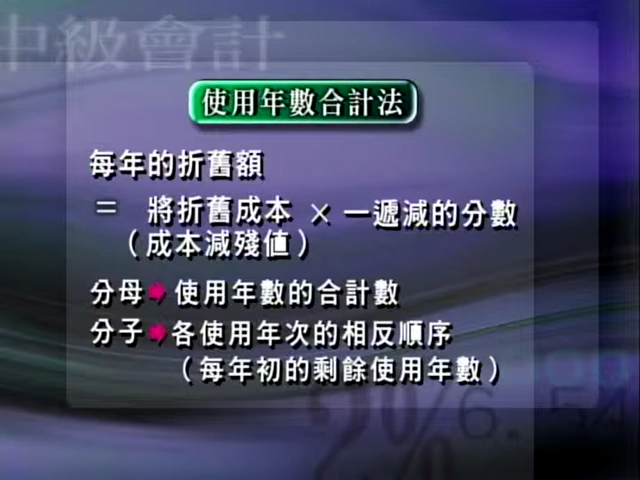 中級會計
使用年數合計法
每年的折舊額
＝ 將折舊成本 × 一遞減的分數
（成本減殘值）
分母➡使用年數的合計數
分子➡各使用年次的相反順序
（每年初的剩餘使用年數）
2% 6.54